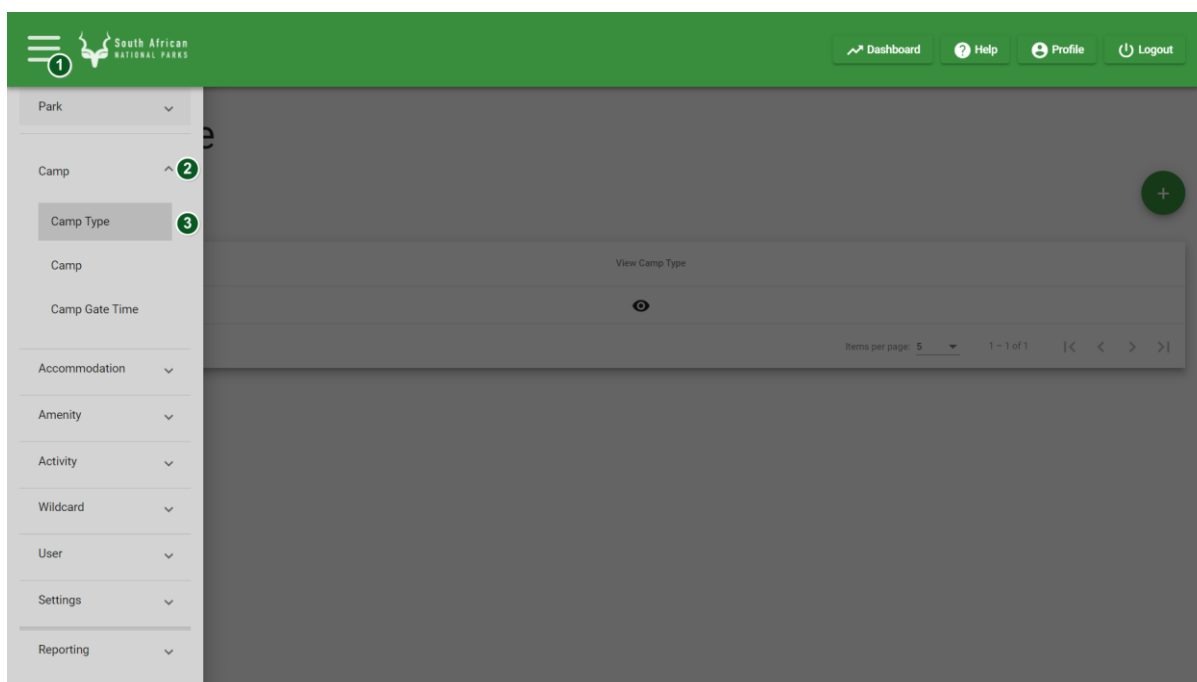 South African
NATIONAL PARKS
Dashboard
? Help
Profile
Logout
1
Park
e
Camp
2
Camp Type
3
+
Camp
View Camp Type
Camp Gate Time
Items per page: 5
1 – 1 of 1
Accommodation
Amenity
Activity
Wildcard
User
Settings
Reporting